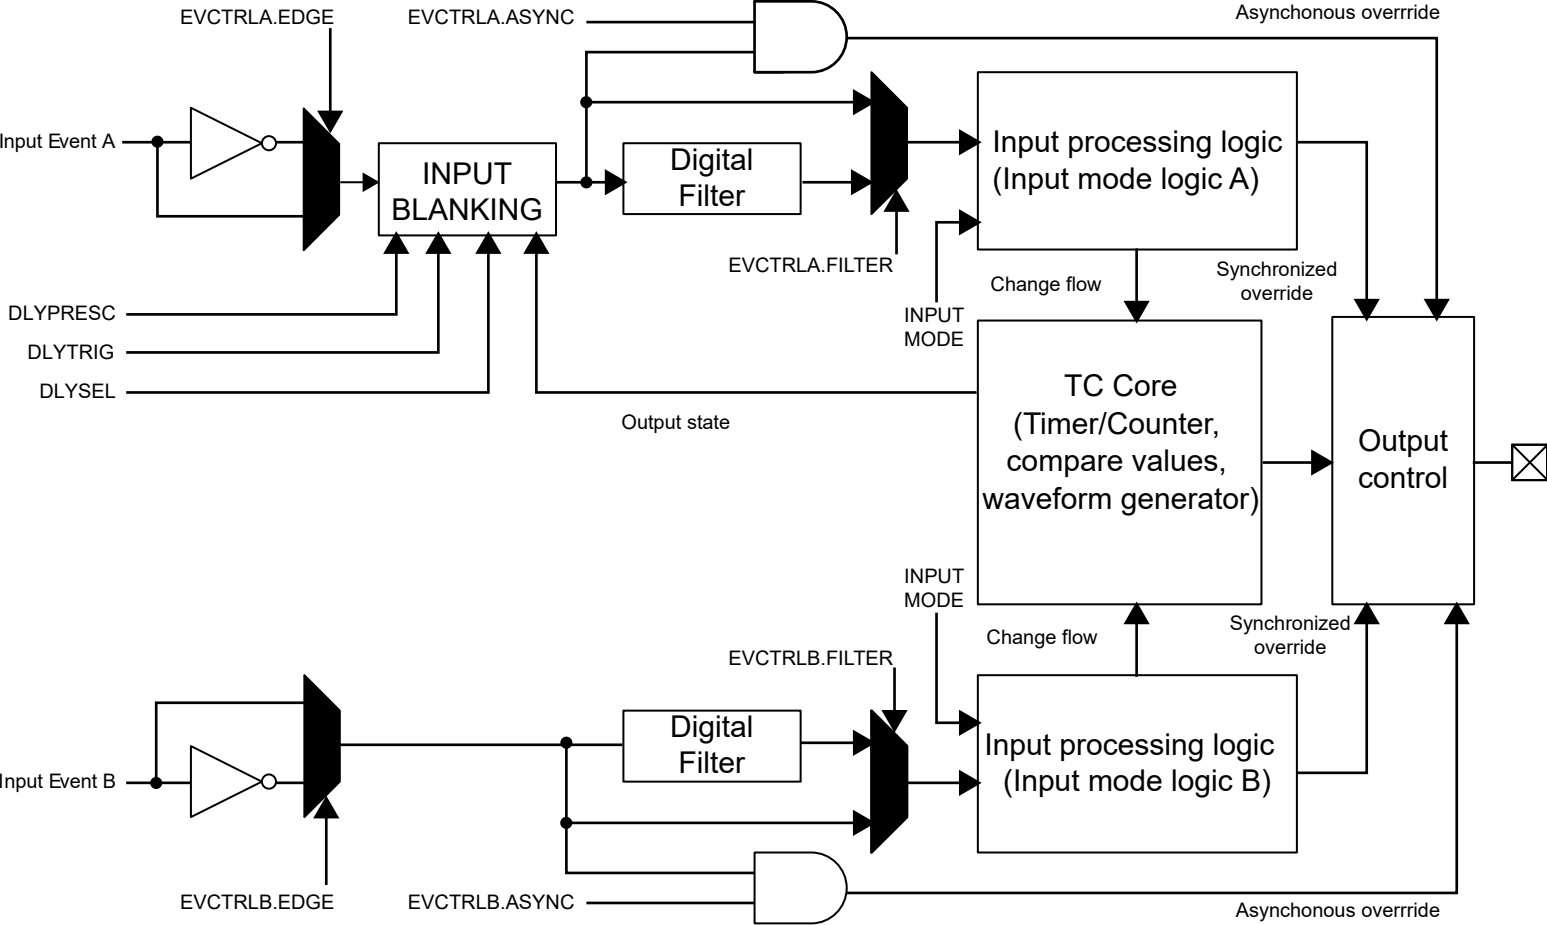 EVCTRLA.EDGE
EVCTRLA.ASYNC
Asynchonous overrride
Input Event A
INPUT
BLANKING
Digital
Filter
Input processing logic
(Input mode logic A)
EVCTRLA.FILTER
DLYPRESC
DLYTRIG
DLYSEL
Output state
INPUT
MODE
Change flow
Synchronized
override
TC Core
(Timer/Counter,
compare values,
waveform generator)
Output
control
INPUT
MODE
Change flow
Synchronized
override
EVCTRLB.FILTER
Digital
Filter
Input processing logic
(Input mode logic B)
Input Event B
EVCTRLB.EDGE
EVCTRLB.ASYNC
Asynchonous overrride